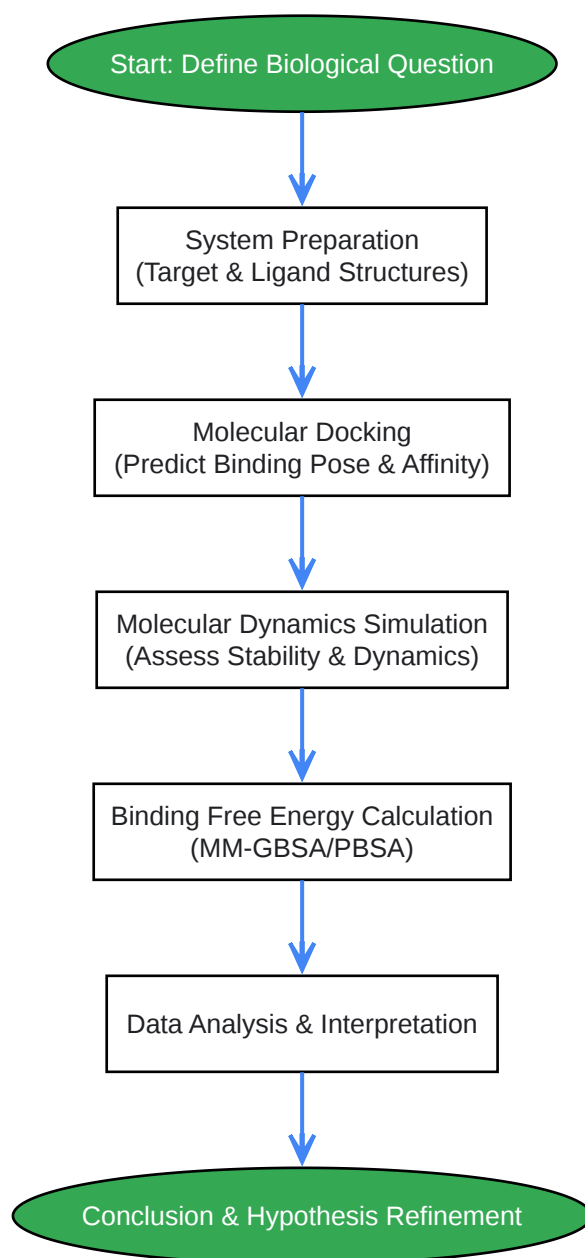 Start: Define Biological Question
System Preparation
(Target & Ligand Structures)
Molecular Docking
(Predict Binding Pose & Affinity)
Molecular Dynamics Simulation
(Assess Stability & Dynamics)
Binding Free Energy Calculation
(MM-GBSA/PBSA)
Data Analysis & Interpretation
Conclusion & Hypothesis Refinement